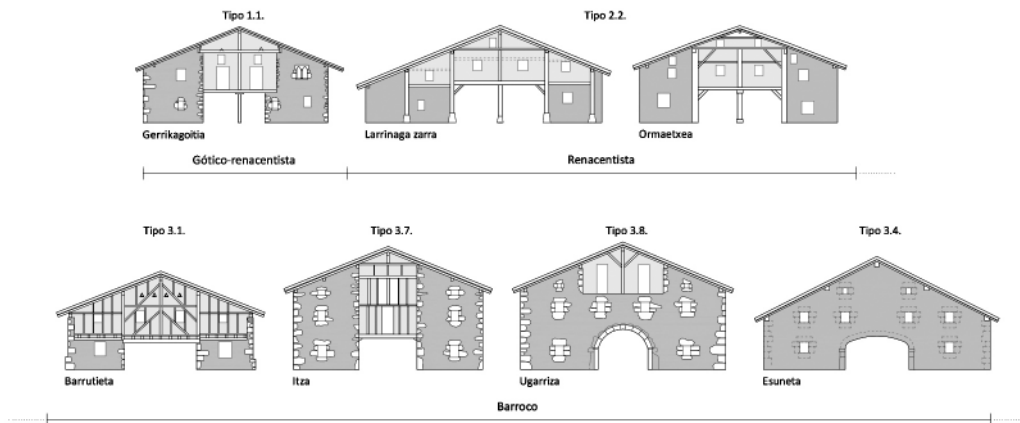 Tipo 1.1.
Tipo 2.2.
Gerrikagoitia
Larrinaga zarra
Ormaetxea
Gótico-renacentista
Renacentista
Tipo 3.1.
Tipo 3.7.
Tipo 3.8.
Tipo 3.4.
Barrutieta
Itza
Ugarriza
Esuneta
Barroco